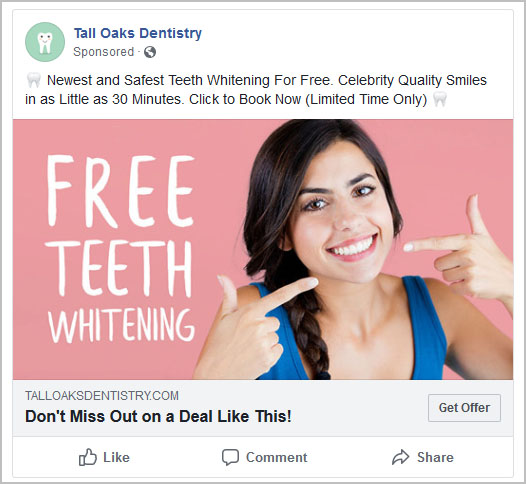 Tall Oaks Dentistry
Sponsored ·
🦷 Newest and Safest Teeth Whitening For Free. Celebrity Quality Smiles
in as Little as 30 Minutes. Click to Book Now (Limited Time Only) 🦷
FREE
TEETH
WHITENING
TALLOAKSDENTISTRY.COM
Don't Miss Out on a Deal Like This!
Get Offer
Like
Comment
Share